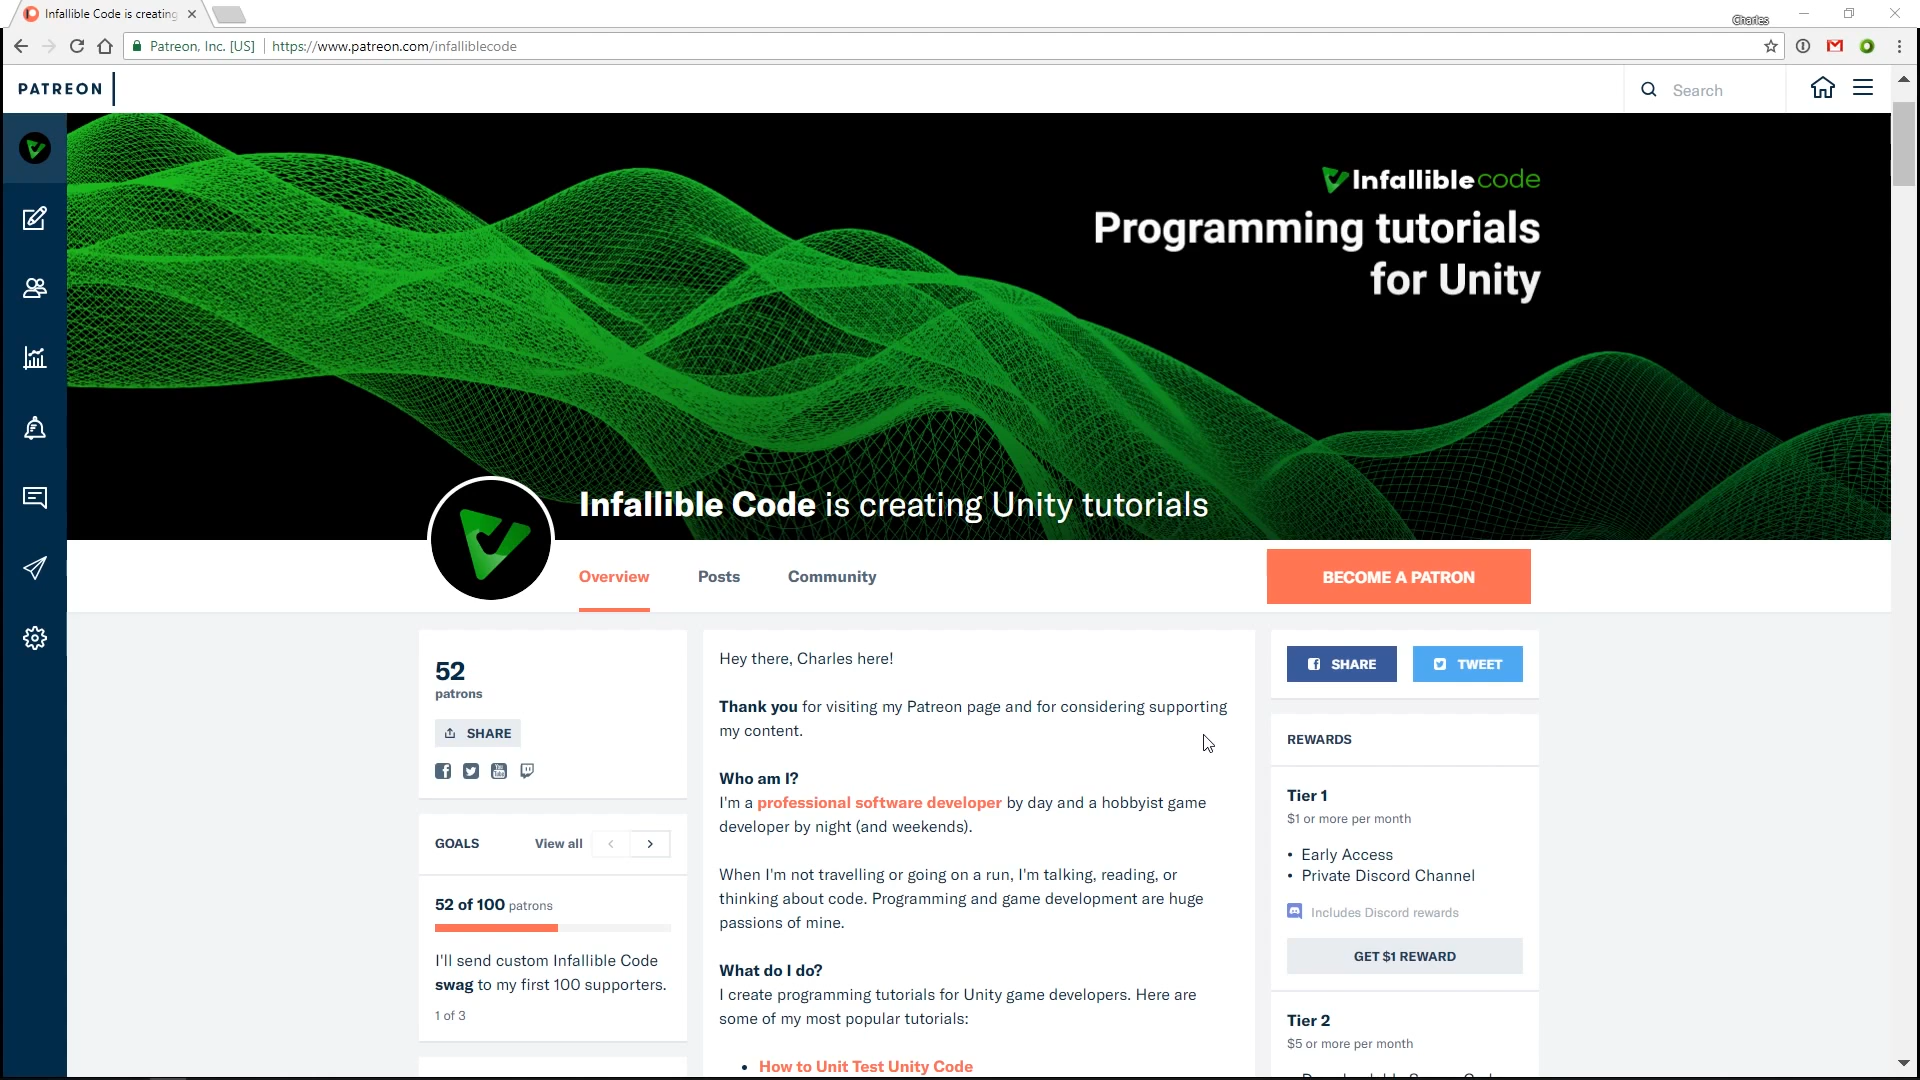 Infallible Code is creating
Charles
Patreon, Inc. [US]
https://www.patreon.com/infalliblecode
PATREON
Search
Infallible code
Programming tutorials
for Unity
Infallible Code is creating Unity tutorials
Overview
Posts
Community
BECOME A PATRON
52
patrons
SHARE
You
Tube
GOALS
View all
52 of 100 patrons
I'll send custom Infallible Code
swag to my first 100 supporters.
1 of 3
Hey there, Charles here!
Thank you for visiting my Patreon page and for considering supporting
my content.
Who am I?
I'm a professional software developer by day and a hobbyist game
developer by night (and weekends).
When I'm not travelling or going on a run, I'm talking, reading, or
thinking about code. Programming and game development are huge
passions of mine.
What do I do?
I create programming tutorials for Unity game developers. Here are
some of my most popular tutorials:
• How to Unit Test Unity Code
SHARE
TWEET
REWARDS
Tier 1
$1 or more per month
• Early Access
• Private Discord Channel
Includes Discord rewards
GET $1 REWARD
Tier 2
$5 or more per month